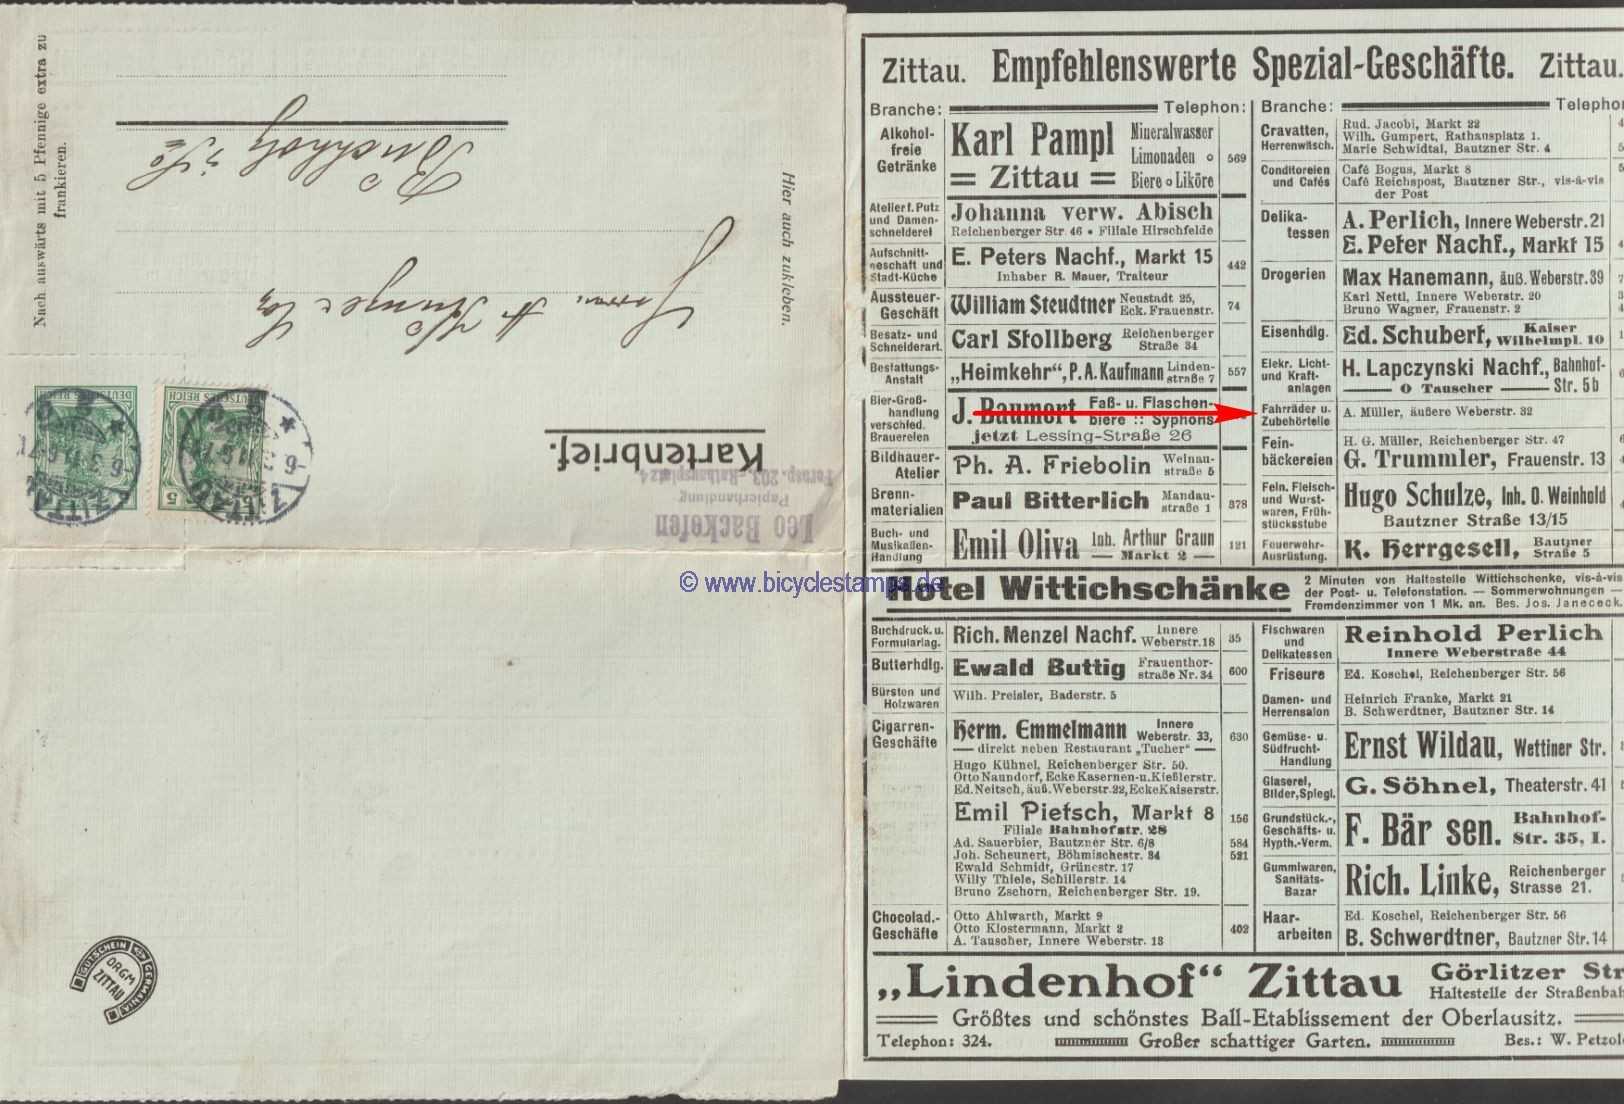 Nach auswärts mit 5 Pfennige extra zu
frankieren.
Hier auch zukleben.
Kartenbrief.
Leo Backofen
Papierhandlung
Fernsp. 203. - Rathausplatz 4
DEUTSCHES REICH
DEUTSCHES REICH
5
ZITTAU
ZITTAU
GUTSCHEIN
GERMANIA
DRGM
ZITTAU
© www.bicyclestamps.de
Zittau. Empfehlenswerte Spezial-Geschäfte. Zittau.
Branche: Telephon:
Alkohol-
freie
Getränke
Karl Pampl
= Zittau =
Mineralwasser
Limonaden
Biere Liköre
569
Atelier f. Putz
und Damen-
schneiderei
Johanna verw. Abisch
Reichenberger Str. 46 • Filiale Hirschfelde
Aufschnitt-
geschäft und
Stadt-Küche
E. Peters Nachf., Markt 15
Inhaber R. Mauer, Traiteur
442
Aussteuer-
Geschäft
William Steudtner Neustadt 25,
Eck. Frauenstr.
74
Besatz- und
Schneiderart.
Carl Stollberg Reichenberger
Straße 34
Bestattungs-
Anstalt
„Heimkehr“, P. A. Kaufmann Linden-
straße 7
557
Bier-Groß-
handlung
verschied.
Brauereien
J. Baumert Faß- u. Flaschen-
biere :: Syphons
jetzt Lessing-Straße 26
Bildhauer-
Atelier
Ph. A. Friebolin Weinau-
straße 5
Brenn-
materialien
Paul Bitterlich Mandau-
straße 1
378
Buch- und
Musikalien-
Handlung
Emil Oliva Inh. Arthur Graun
— Markt 2 —
121
Branche: Telephon
Cravatten,
Herrenwäsch.
Rud. Jacobi, Markt 22
Wilh. Gumpert, Rathausplatz 1.
Marie Schwidtal, Bautzner Str. 4
Conditoreien
und Cafés
Café Bogus, Markt 8
Café Reichspost, Bautzner Str., vis-à-vis
der Post
Delika-
tessen
A. Perlich, Innere Weberstr. 21
E. Peter Nachf., Markt 15
Drogerien
Max Hanemann, äuß. Weberstr. 39
Karl Nettl, Innere Weberstr. 20
Bruno Wagner, Frauenstr. 2
Eisenhdlg.
Ed. Schubert, Kaiser
Wilhelmpl. 10
Elekr. Licht-
und Kraft-
anlagen
H. Lapczynski Nachf., Bahnhof-
— O Tauscher — Str. 5b
Fahrräder u.
Zubehörteile
A. Müller, äußere Weberstr. 32
Fein-
bäckereien
H. G. Müller, Reichenberger Str. 47
G. Trummler, Frauenstr. 13
Fein. Fleisch-
und Wurst-
waren, Früh-
stücksstube
Hugo Schulze, Inh. O. Weinhold
Bautzner Straße 13/15
Feuerwehr-
Ausrüstung.
K. Herrgesell, Bautzner
Straße 5
Hotel Wittichschänke
2 Minuten von Haltestelle Wittichschenke, vis-à-vis
der Post- u. Telefonstation. — Sommerwohnungen —
Fremdenzimmer von 1 Mk. an. Bes. Jos. Janececk.
Buchdruck. u.
Formularlag.
Rich. Menzel Nachf. Innere
Weberstr. 18
35
Butterhdlg.
Ewald Buttig Frauenthor-
straße Nr. 34
600
Bürsten und
Holzwaren
Wilh. Preisler, Baderstr. 5
Cigarren-
Geschäfte
Herm. Emmelmann Innere
Weberstr. 33,
— direkt neben Restaurant „Tucher“ —
630
Hugo Kühnel, Reichenberger Str. 50.
Otto Naundorf, Ecke Kasernen- u. Kießlerstr.
Ed. Neitsch, äuß. Weberstr. 22, Ecke Kaiserstr.
Emil Pietsch, Markt 8 156
Filiale Bahnhofstr. 28
Ad. Sauerbier, Bautzner Str. 6/8 584
Joh. Scheunert, Böhmischestr. 34 521
Ewald Schmidt, Grünestr. 17
Willy Thiele, Schillerstr. 14
Bruno Zschorn, Reichenberger Str. 19.
Chocolad.-
Geschäfte
Otto Ahlwarth, Markt 9
Otto Klostermann, Markt 2 402
A. Tauscher, Innere Weberstr. 13
Fischwaren
und
Delikatessen
Reinhold Perlich
Innere Weberstraße 44
Friseure
Ed. Koschel, Reichenberger Str. 56
Damen- und
Herrensalon
Heinrich Franke, Markt 21
B. Schwerdtner, Bautzner Str. 14
Gemüse- u.
Südfrucht-
Handlung
Ernst Wildau, Wettiner Str.
Glaserei,
Bilder, Spiegl.
G. Söhnel, Theaterstr. 41
Grundstück.-,
Geschäfts- u.
Hypth.-Verm.
F. Bär sen. Bahnhof-
Str. 35, I.
Gummiwaren,
Sanitäts-
Bazar
Rich. Linke, Reichenberger
Strasse 21.
Haar-
arbeiten
Ed. Koschel, Reichenberger Str. 56
B. Schwerdtner, Bautzner Str. 14
„Lindenhof“ Zittau Görlitzer Str
Haltestelle der Straßenbah
Größtes und schönstes Ball-Etablissement der Oberlausitz.
Telephon: 324. Großer schattiger Garten. Bes.: W. Petzol